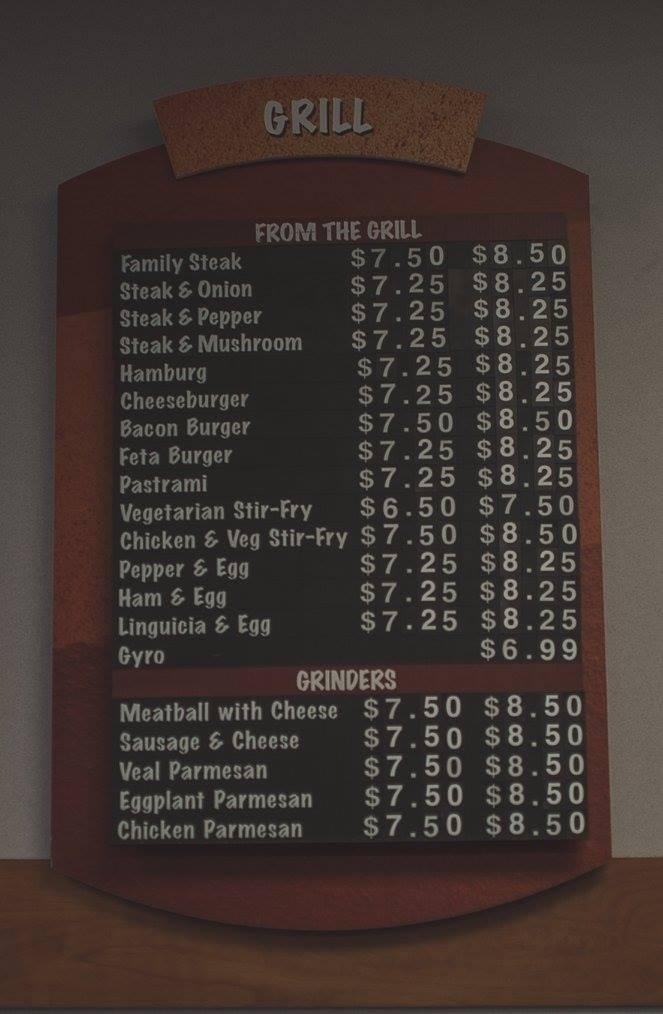 GRILL
FROM THE GRILL
Family Steak $7.50 $8.50
Steak & Onion $7.25 $8.25
Steak & Pepper $7.25 $8.25
Steak & Mushroom $7.25 $8.25
Hamburg $7.25 $8.25
Cheeseburger $7.25 $8.25
Bacon Burger $7.50 $8.50
Feta Burger $7.25 $8.25
Pastrami $7.25 $8.25
Vegetarian Stir-Fry $6.50 $7.50
Chicken & Veg Stir-Fry $7.50 $8.50
Pepper & Egg $7.25 $8.25
Ham & Egg $7.25 $8.25
Linguicia & Egg $7.25 $8.25
Gyro $6.99
GRINDERS
Meatball with Cheese $7.50 $8.50
Sausage & Cheese $7.50 $8.50
Veal Parmesan $7.50 $8.50
Eggplant Parmesan $7.50 $8.50
Chicken Parmesan $7.50 $8.50